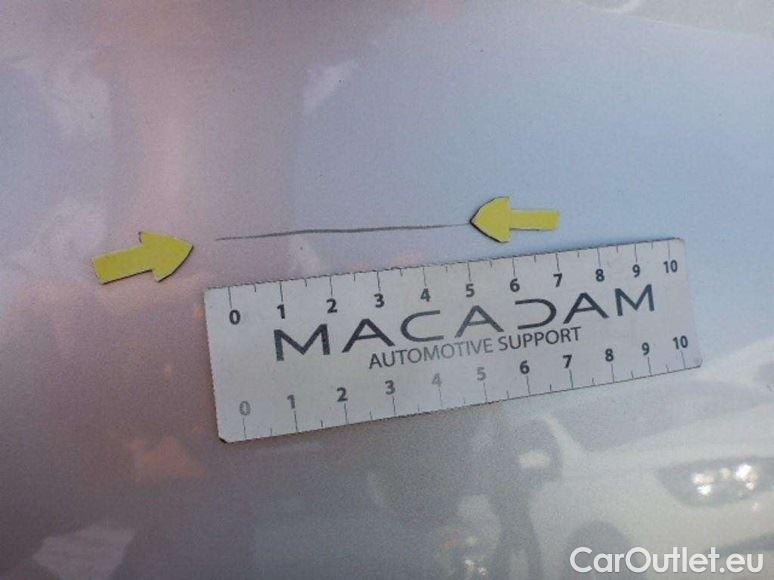 0 1 2 3 4 5 6 7 8 9 10
MACADAM
AUTOMOTIVE SUPPORT
0 1 2 3 4 5 6 7 8 9 10
CarOutlet.eu